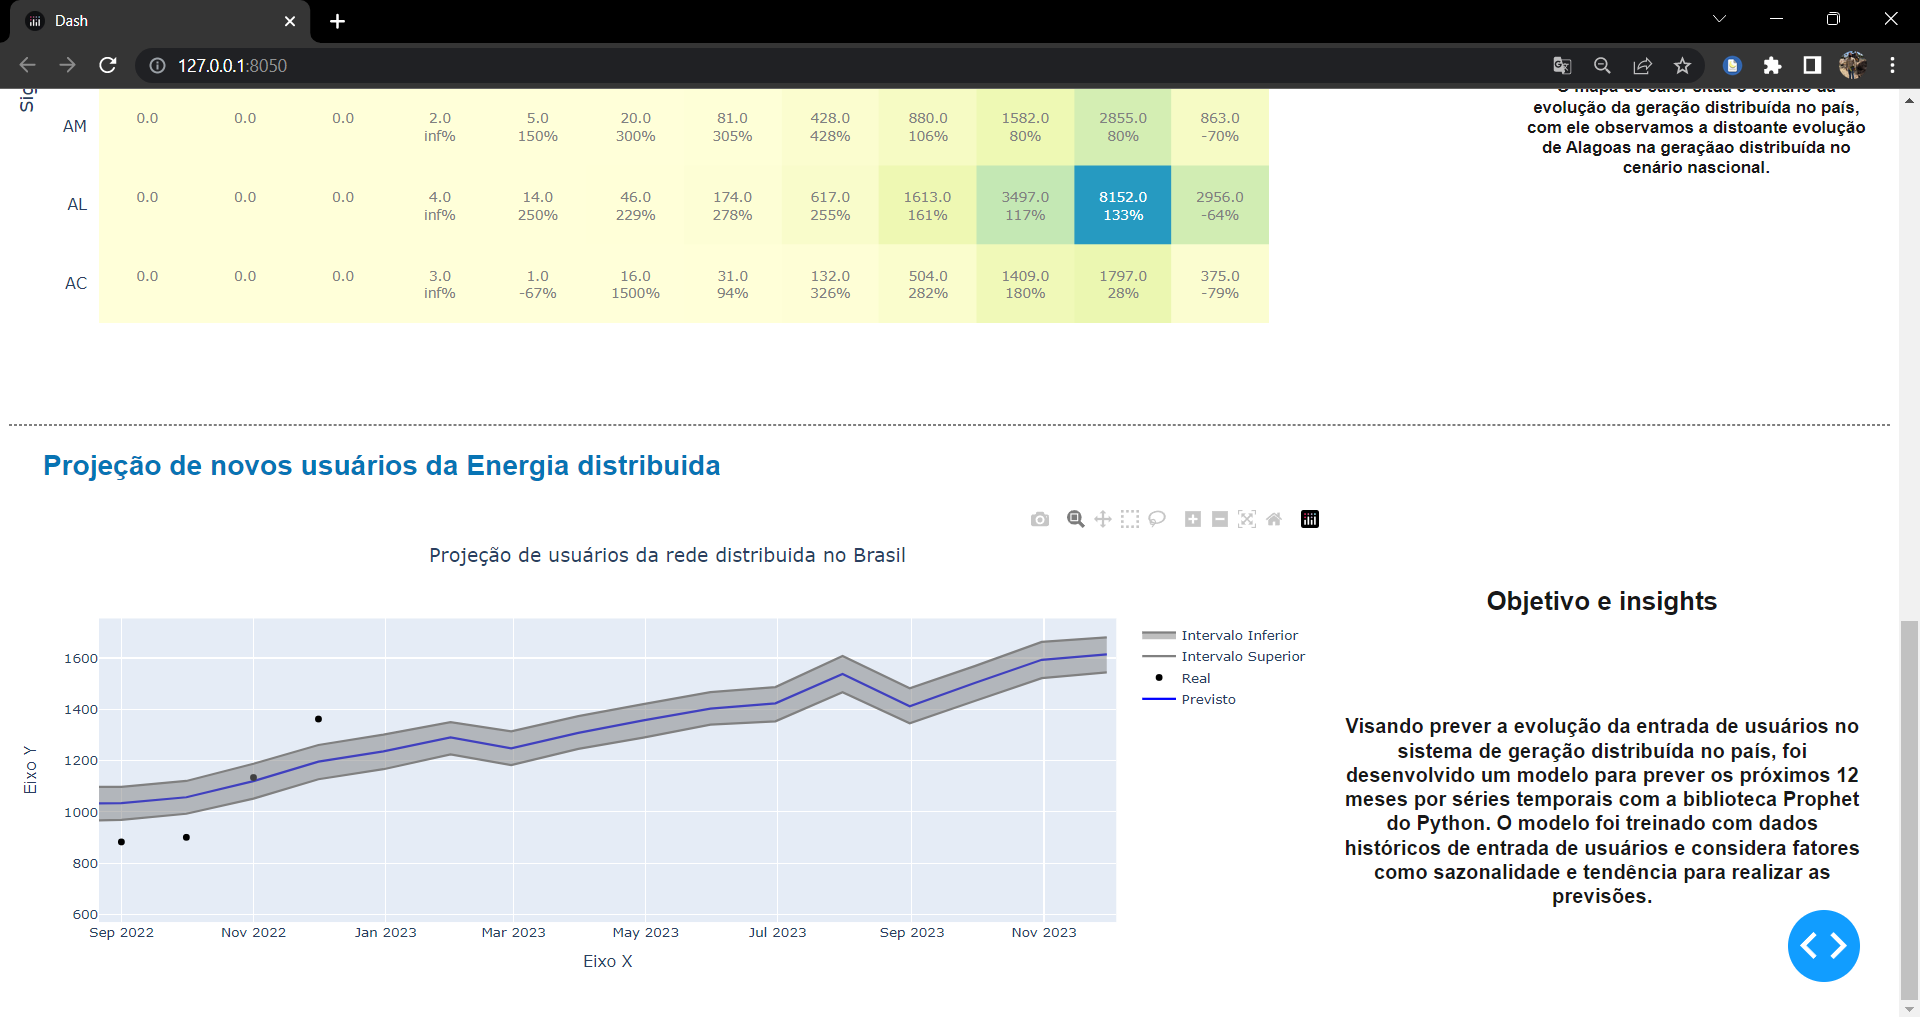 Dash
127.0.0.1:8050
Sig
AM 0.0 0.0 0.0 2.0 5.0 20.0 81.0 428.0 880.0 1582.0 2855.0 863.0
inf% 150% 300% 305% 428% 106% 80% 80% -70%
AL 0.0 0.0 0.0 4.0 14.0 46.0 174.0 617.0 1613.0 3497.0 8152.0 2956.0
inf% 250% 229% 278% 255% 161% 117% 133% -64%
AC 0.0 0.0 0.0 3.0 1.0 16.0 31.0 132.0 504.0 1409.0 1797.0 375.0
inf% -67% 1500% 94% 326% 282% 180% 28% -79%
O mapa de calor situa o cenário da
evolução da geração distribuída no país,
com ele observamos a distoante evolução
de Alagoas na geraçãao distribuída no
cenário nascional.
Projeção de novos usuários da Energia distribuida
Projeção de usuários da rede distribuida no Brasil
Eixo Y
1600
1400
1200
1000
800
600
Sep 2022 Nov 2022 Jan 2023 Mar 2023 May 2023 Jul 2023 Sep 2023 Nov 2023
Eixo X
Intervalo Inferior
Intervalo Superior
Real
Previsto
Objetivo e insights
Visando prever a evolução da entrada de usuários no
sistema de geração distribuída no país, foi
desenvolvido um modelo para prever os próximos 12
meses por séries temporais com a biblioteca Prophet
do Python. O modelo foi treinado com dados
históricos de entrada de usuários e considera fatores
como sazonalidade e tendência para realizar as
previsões.